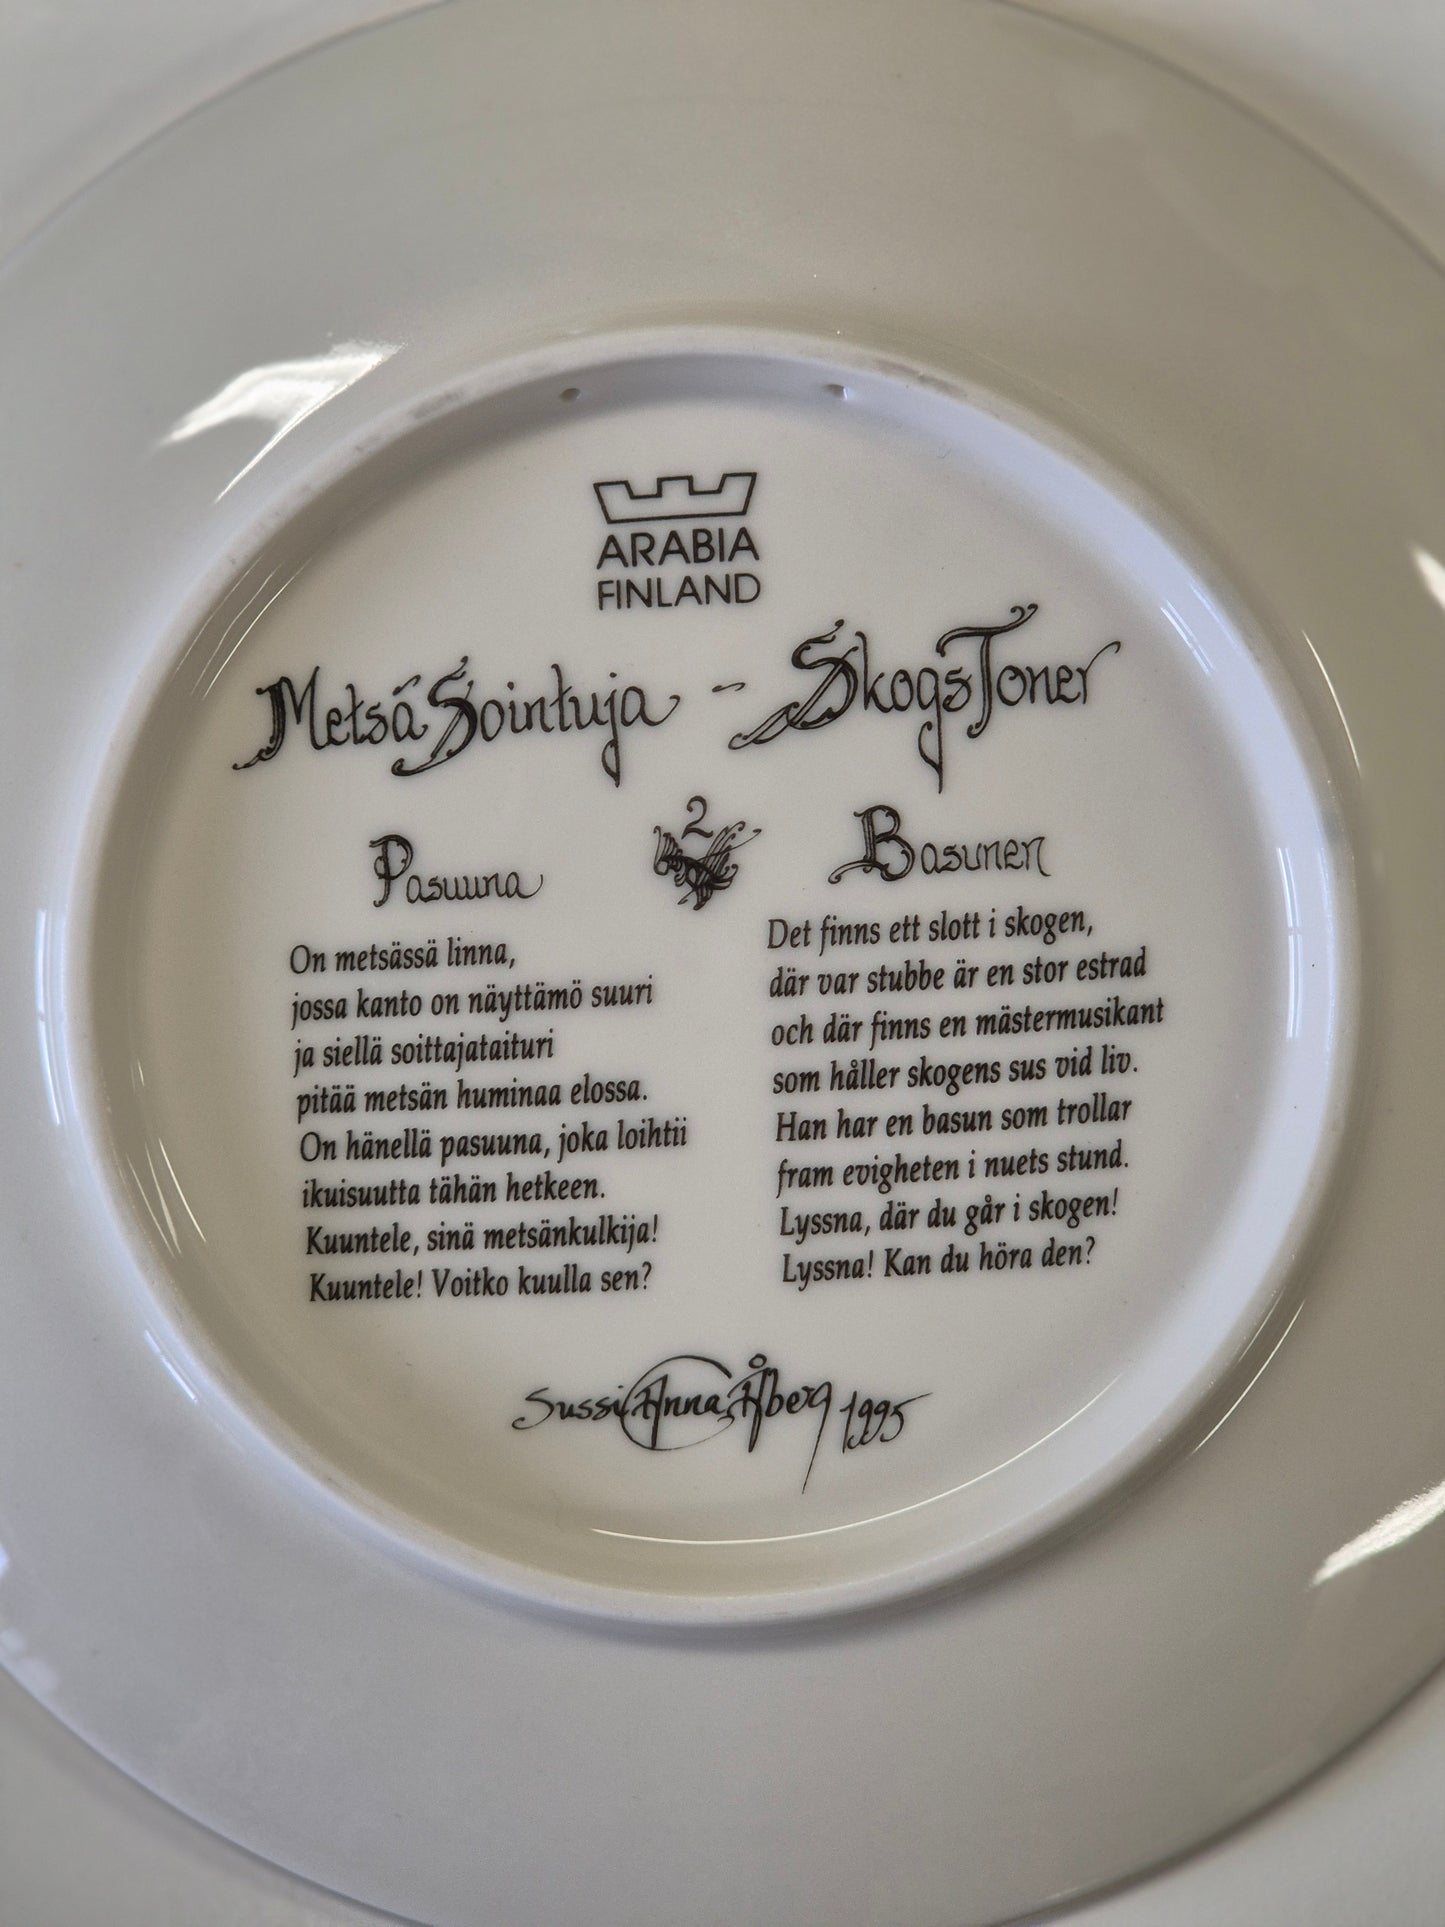 ARABIA
FINLAND
MetsäSointuja - SkogsToner
2
Pasuuna
On metsässä linna,
jossa kanto on näyttämö suuri
ja siellä soittajataituri
pitää metsän huminaa elossa.
On hänellä pasuuna, joka loihtii
ikuisuutta tähän hetkeen.
Kuuntele, sinä metsänkulkija!
Kuuntele! Voitko kuulla sen?
Basunen
Det finns ett slott i skogen,
där var stubbe är en stor estrad
och där finns en mästermusikant
som håller skogens sus vid liv.
Han har en basun som trollar
fram evigheten i nuets stund.
Lyssna, där du går i skogen!
Lyssna! Kan du höra den?
Sussi Anna Åberg 1995